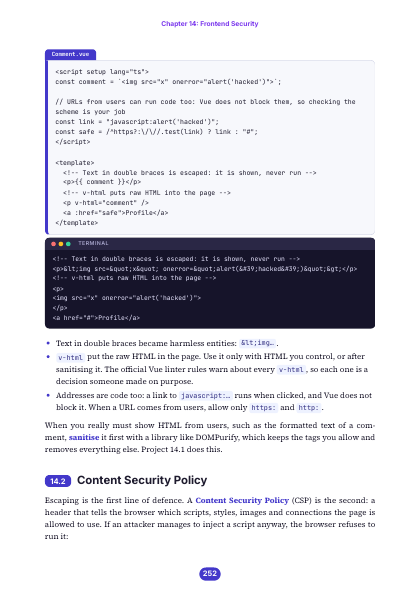 Chapter 14: Frontend Security
Comment.vue
<script setup lang="ts">
const comment = `<img src="x" onerror="alert('hacked')">`;
// URLs from users can run code too: Vue does not block them, so checking the
scheme is your job
const link = "javascript:alert('hacked')";
const safe = /^https?:\/\//.test(link) ? link : "#";
</script>
<template>
<!-- Text in double braces is escaped: it is shown, never run -->
<p>{{ comment }}</p>
<!-- v-html puts raw HTML into the page -->
<p v-html="comment" />
<a :href="safe">Profile</a>
</template>
TERMINAL
<!-- Text in double braces is escaped: it is shown, never run -->
<p>&lt;img src=&quot;x&quot; onerror=&quot;alert(&#39;hacked&#39;)&quot;&gt;</p>
<!-- v-html puts raw HTML into the page -->
<p>
<img src="x" onerror="alert('hacked')">
</p>
<a href="#">Profile</a>
• Text in double braces became harmless entities: &lt;img… .
• v-html put the raw HTML in the page. Use it only with HTML you control, or after
sanitising it. The official Vue linter rules warn about every v-html, so each one is a
decision someone made on purpose.
• Addresses are code too: a link to javascript:… runs when clicked, and Vue does not
block it. When a URL comes from users, allow only https: and http: .
When you really must show HTML from users, such as the formatted text of a com-
ment, sanitise it first with a library like DOMPurify, which keeps the tags you allow and
removes everything else. Project 14.1 does this.
14.2 Content Security Policy
Escaping is the first line of defence. A Content Security Policy (CSP) is the second: a
header that tells the browser which scripts, styles, images and connections the page is
allowed to use. If an attacker manages to inject a script anyway, the browser refuses to
run it:
252